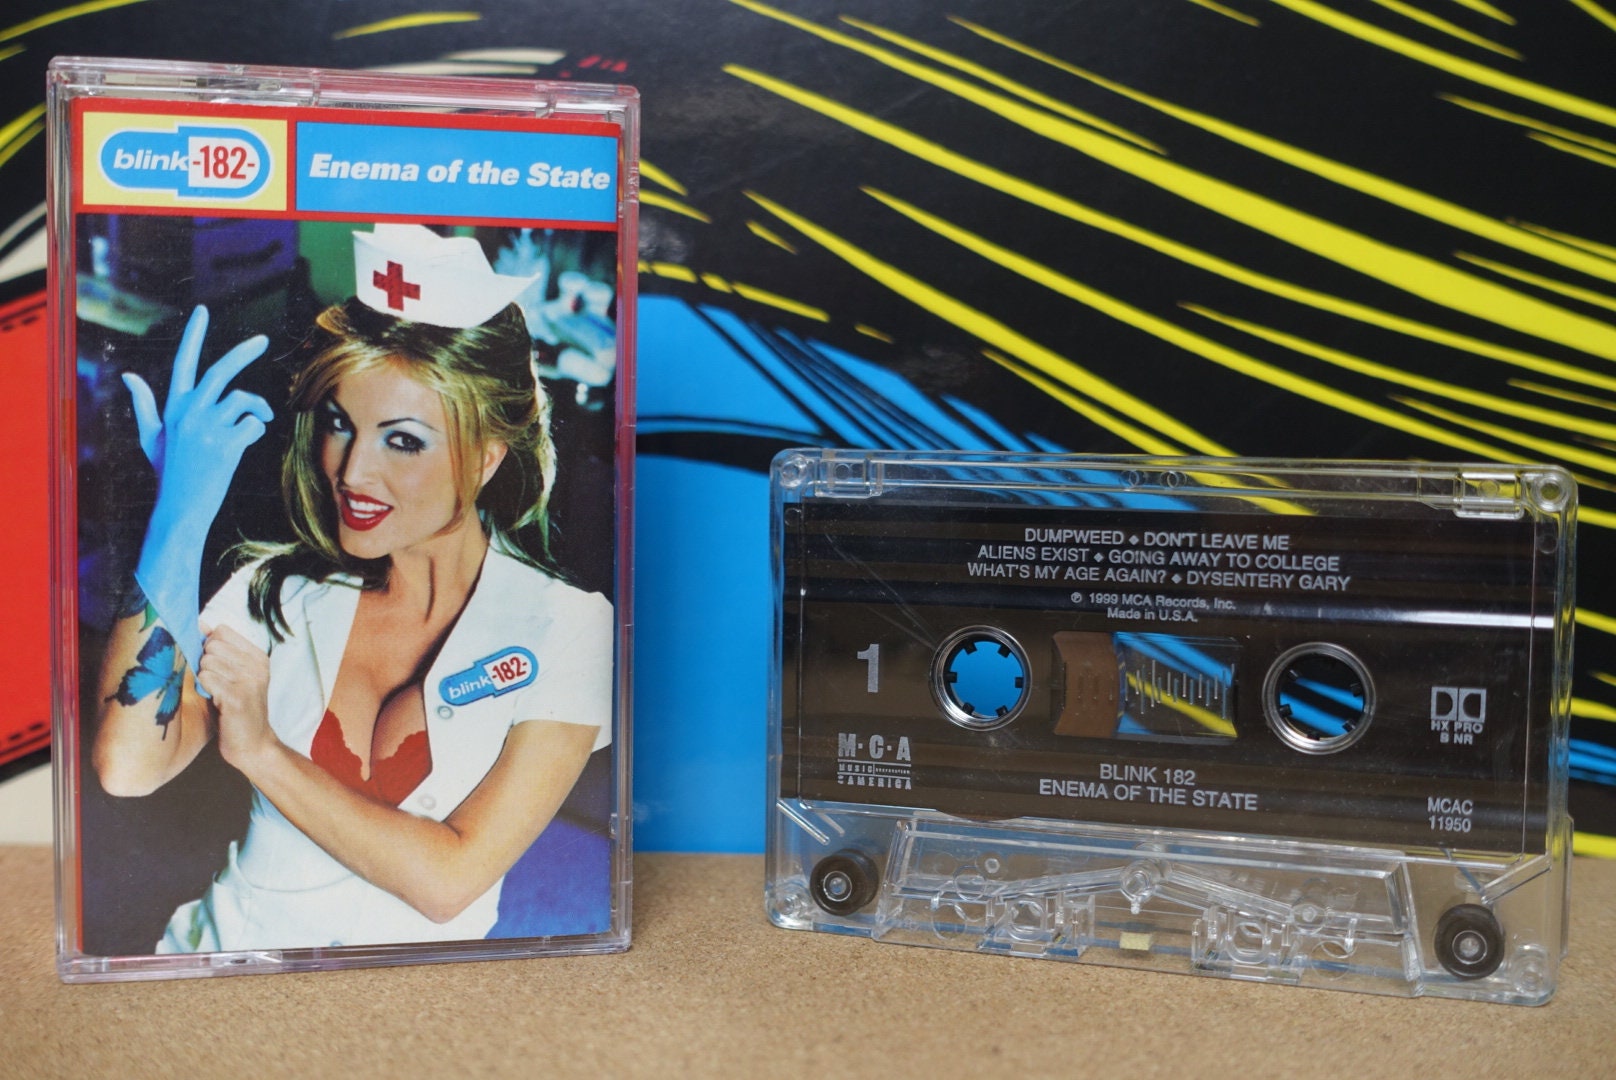 blink-182-
Enema of the State
blink-182-
DUMPWEED ◆ DON'T LEAVE ME
ALIENS EXIST ◆ GOING AWAY TO COLLEGE
WHAT'S MY AGE AGAIN? ◆ DYSENTERY GARY
℗ 1999 MCA Records, Inc.
Made in U.S.A.
1
M·C·A
MUSIC CORPORATION
OF AMERICA
HX PRO
B NR
BLINK 182
ENEMA OF THE STATE
MCAC
11950